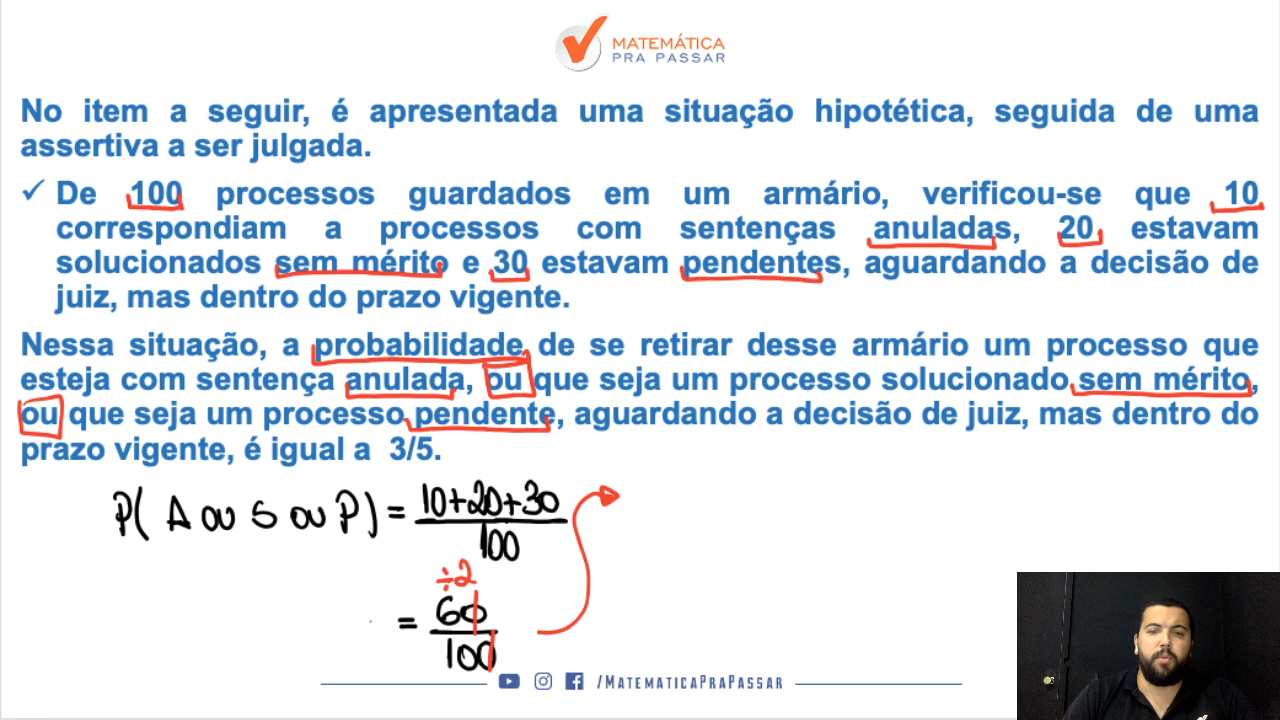 MATEMÁTICA
PRA PASSAR
No item a seguir, é apresentada uma situação hipotética, seguida de uma
assertiva a ser julgada.
✓ De 100 processos guardados em um armário, verificou-se que 10
correspondiam a processos com sentenças anuladas, 20 estavam
solucionados sem mérito e 30 estavam pendentes, aguardando a decisão de
juiz, mas dentro do prazo vigente.
Nessa situação, a probabilidade de se retirar desse armário um processo que
esteja com sentença anulada, ou que seja um processo solucionado sem mérito,
ou que seja um processo pendente, aguardando a decisão de juiz, mas dentro do
prazo vigente, é igual a 3/5.
P( A ou S ou P) = 10+20+30
100
÷2
= 60
100
/MATEMATICAPRAPASSAR